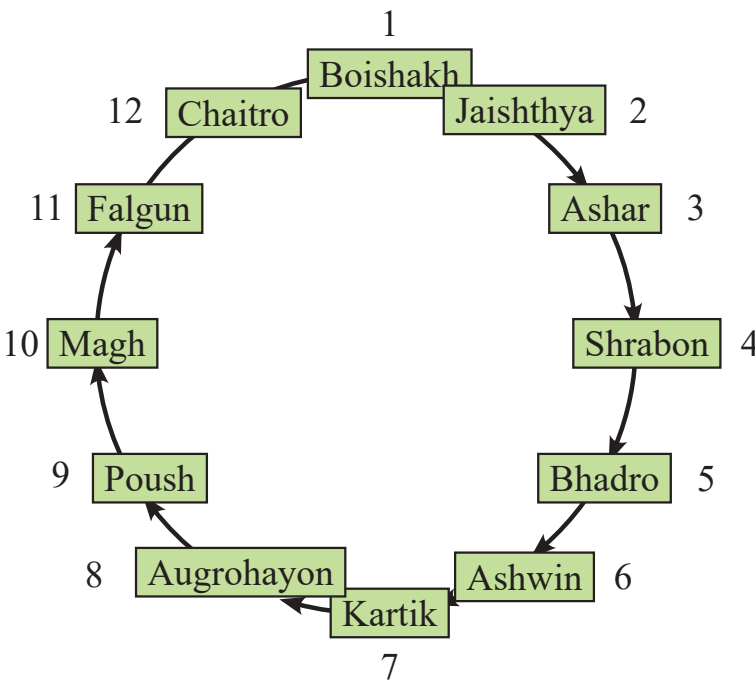 1
Boishakh
Jaishthya
2
Ashar
3
Shrabon
4
Bhadro
5
Ashwin
6
Kartik
7
Augrohayon
8
Poush
9
Magh
10
Falgun
11
Chaitro
12